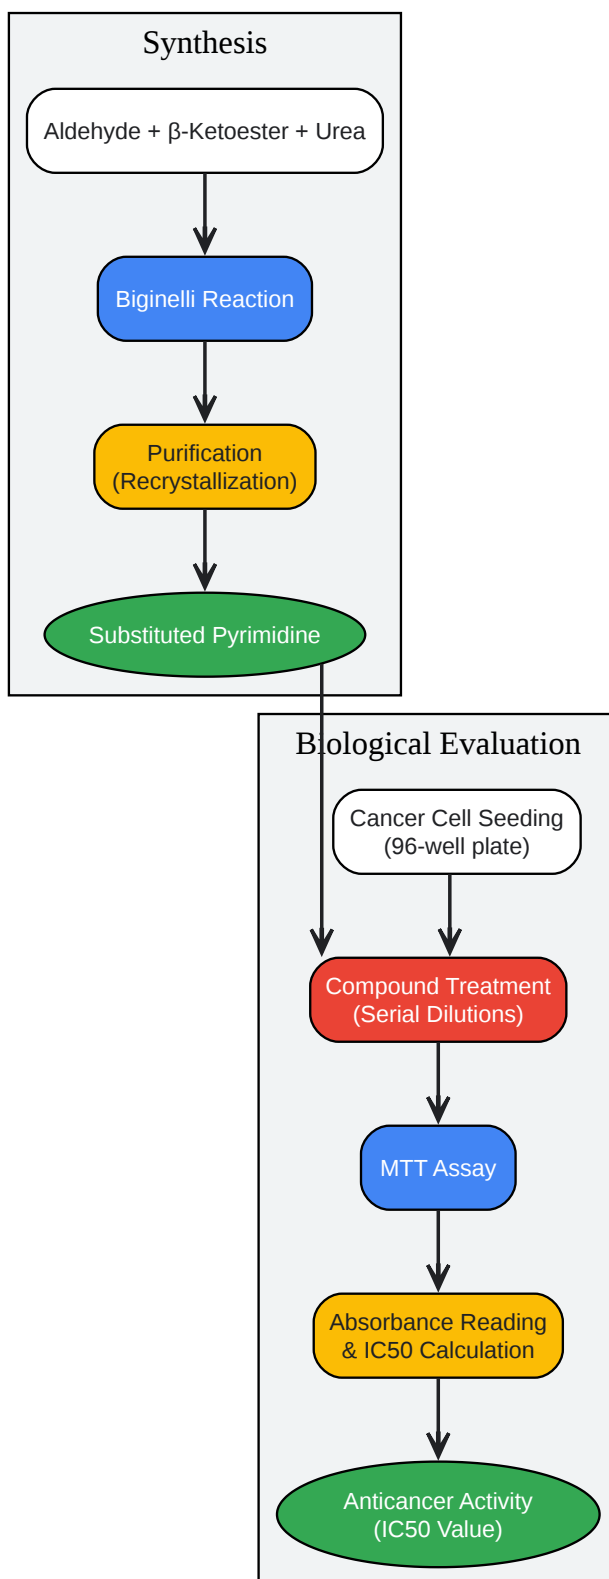 Synthesis
Aldehyde + β-Ketoester + Urea
Biginelli Reaction
Purification
(Recrystallization)
Substituted Pyrimidine
Biological Evaluation
Cancer Cell Seeding
(96-well plate)
Compound Treatment
(Serial Dilutions)
MTT Assay
Absorbance Reading
& IC50 Calculation
Anticancer Activity
(IC50 Value)